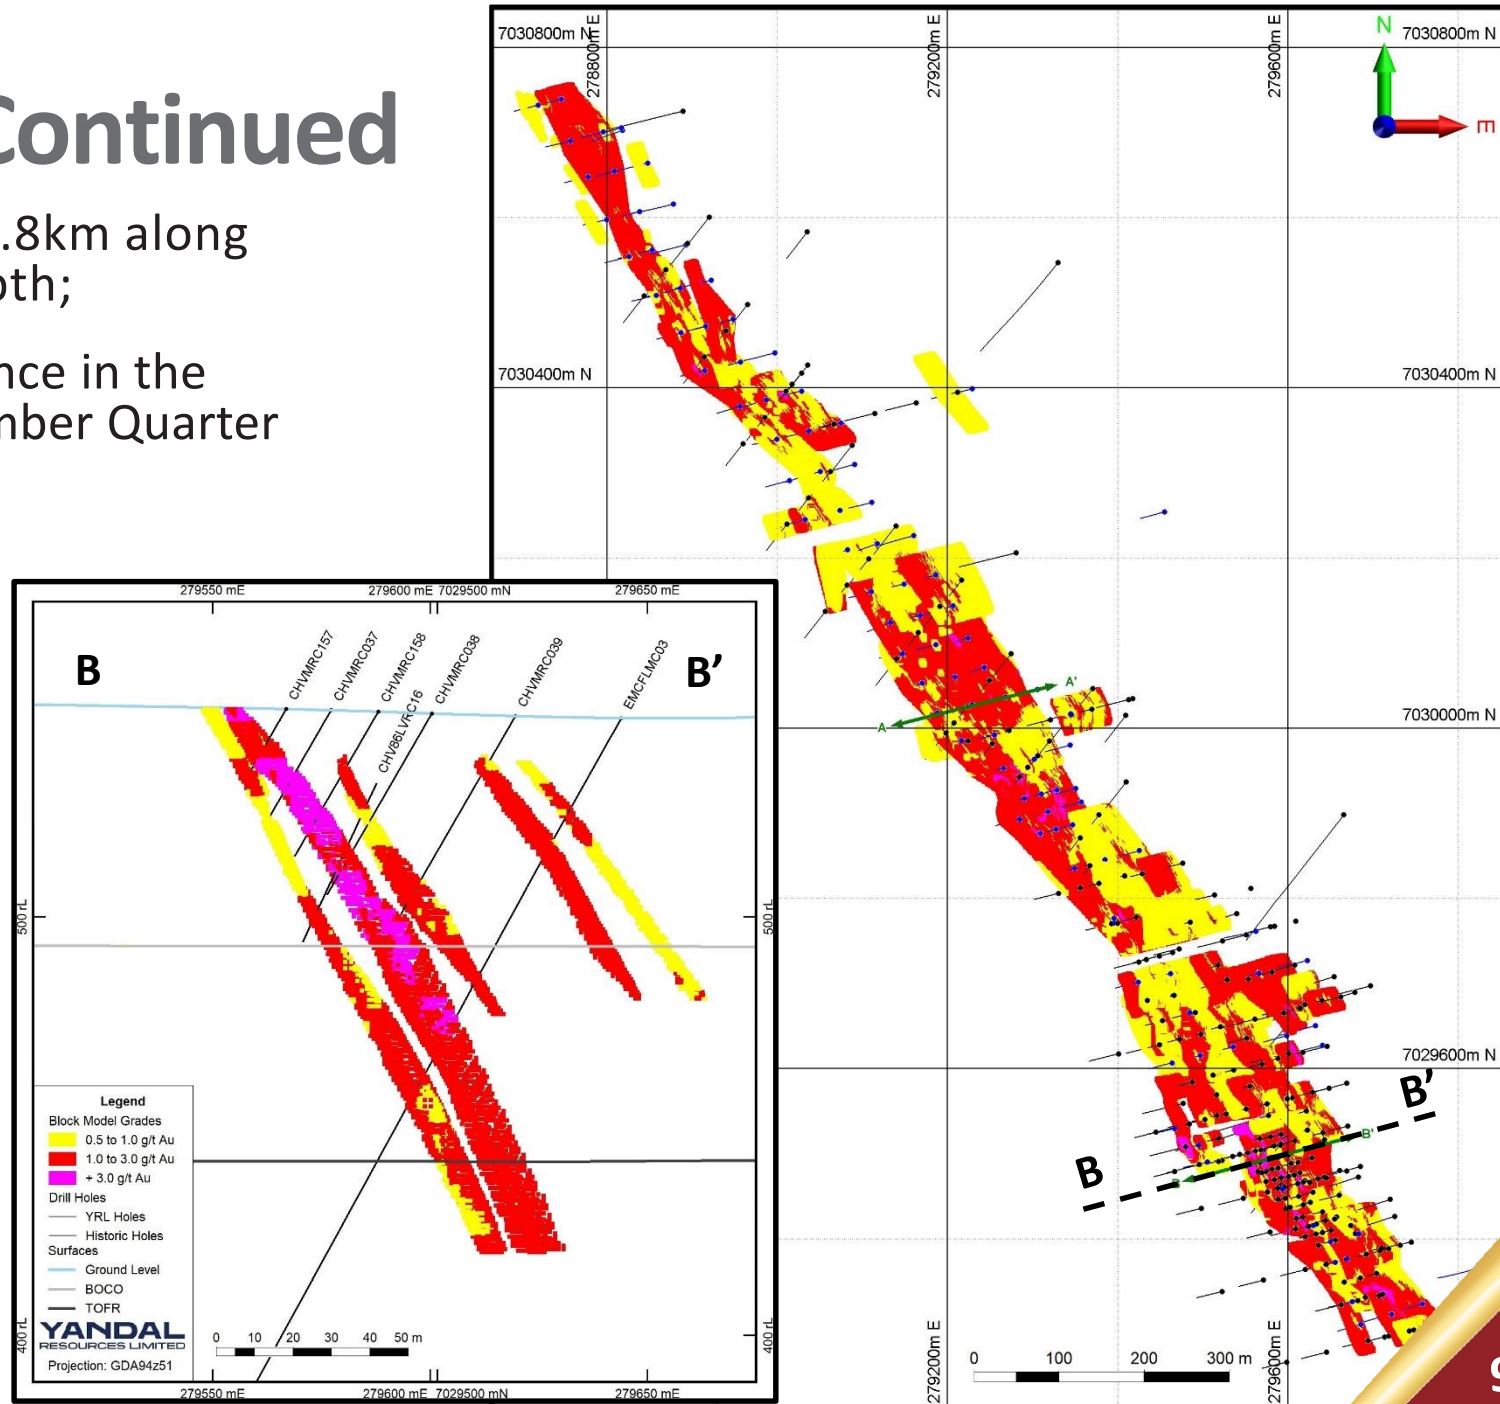 Continued
.8km along
pth;
nce in the
mber Quarter
7030800m N
278800m E
279200m E
279600m E
7030800m N
N
E
7030400m N
7030400m N
A
A'
7030000m N
7029600m N
B
B'
B
B'
279200m E
279600m E
0 100 200 300 m
279550 mE
279600 mE
7029500 mN
279650 mE
B
B'
CHVMRC157
CHVMRC037
CHVMRC158
CHV86LVRC16
CHVMRC038
CHVMRC039
EMCFLMC03
500 rL
500 rL
Legend
Block Model Grades
0.5 to 1.0 g/t Au
1.0 to 3.0 g/t Au
+ 3.0 g/t Au
Drill Holes
YRL Holes
Historic Holes
Surfaces
Ground Level
BOCO
TOFR
YANDAL
RESOURCES LIMITED
Projection: GDA94z51
400 rL
400 rL
0 10 20 30 40 50 m
279550 mE
279600 mE
7029500 mN
279650 mE